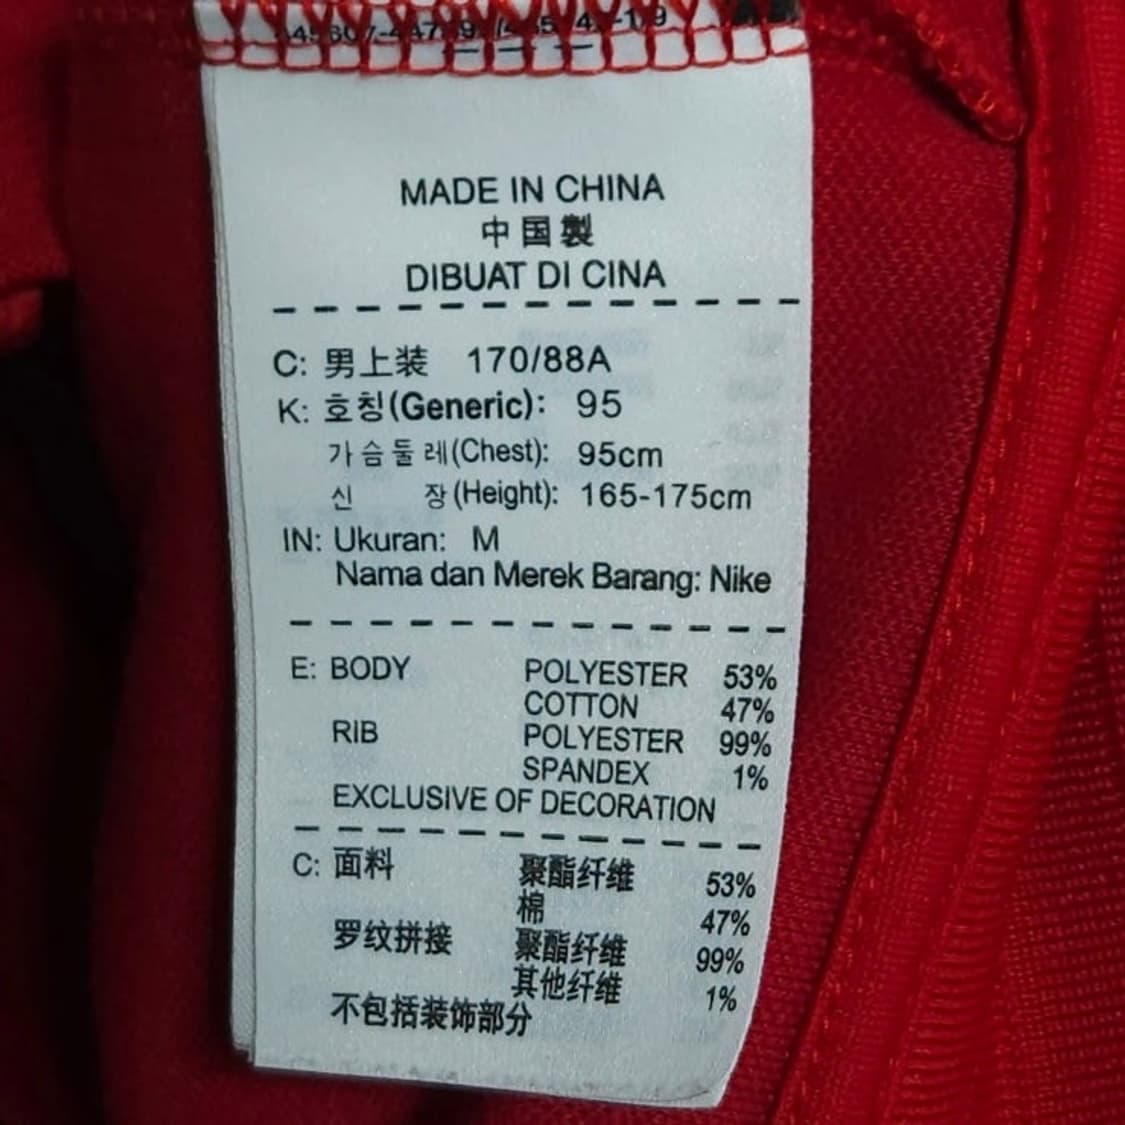 MADE IN CHINA
中国製
DIBUAT DI CINA
C: 男上装 170/88A
K: 호칭(Generic): 95
가슴둘레(Chest): 95cm
신 장(Height): 165-175cm
IN: Ukuran: M
Nama dan Merek Barang: Nike
E: BODY POLYESTER 53%
COTTON 47%
RIB POLYESTER 99%
SPANDEX 1%
EXCLUSIVE OF DECORATION
C: 面料 聚酯纤维 53%
棉 47%
罗纹拼接 聚酯纤维 99%
其他纤维 1%
不包括装饰部分